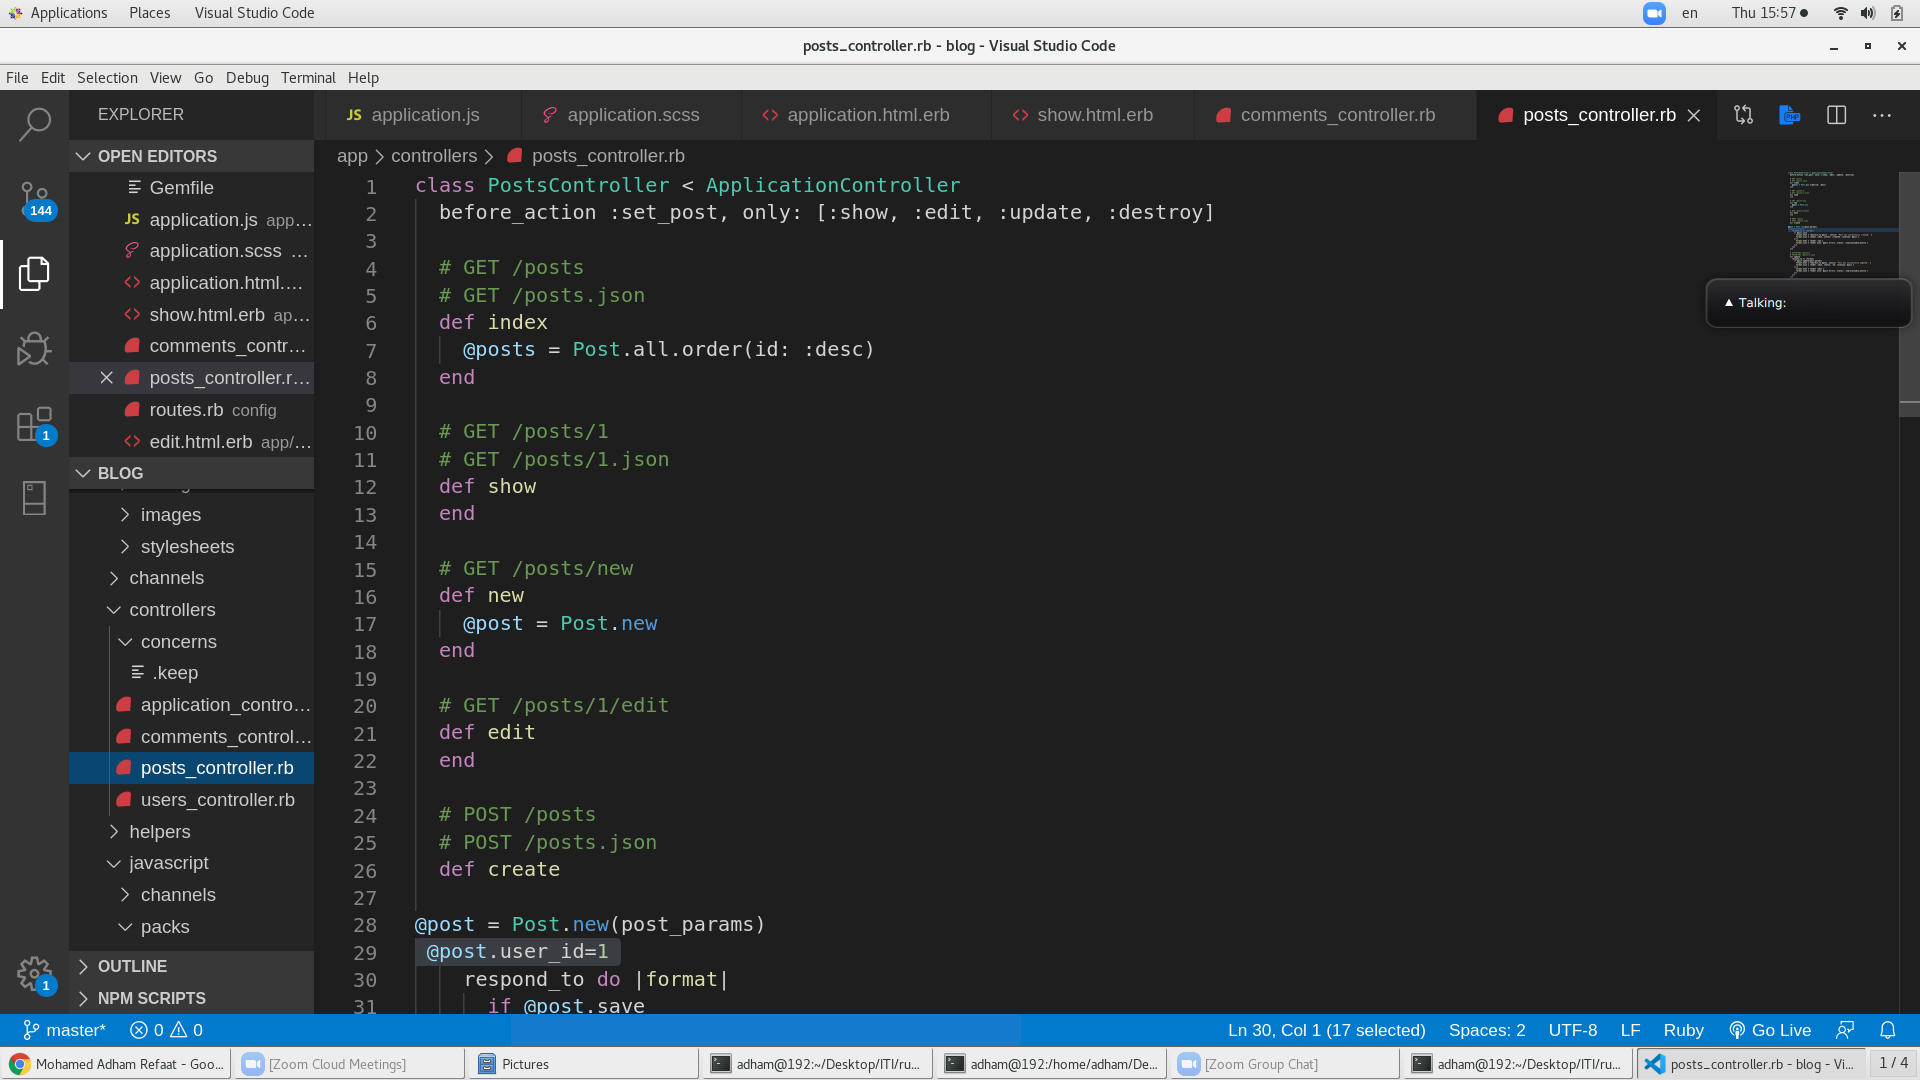 Applications Places Visual Studio Code en Thu 15:57
posts_controller.rb - blog - Visual Studio Code
File Edit Selection View Go Debug Terminal Help
EXPLORER
JS application.js application.scss application.html.erb show.html.erb comments_controller.rb posts_controller.rb
OPEN EDITORS
Gemfile
JS application.js app...
application.scss ...
application.html....
show.html.erb ap...
comments_contr...
posts_controller.r...
routes.rb config
edit.html.erb app/...
BLOG
images
stylesheets
channels
controllers
concerns
.keep
application_contro...
comments_control...
posts_controller.rb
users_controller.rb
helpers
javascript
channels
packs
OUTLINE
NPM SCRIPTS
144
1
1
app > controllers > posts_controller.rb
1 class PostsController < ApplicationController
2 before_action :set_post, only: [:show, :edit, :update, :destroy]
3
4 # GET /posts
5 # GET /posts.json
6 def index
7 @posts = Post.all.order(id: :desc)
8 end
9
10 # GET /posts/1
11 # GET /posts/1.json
12 def show
13 end
14
15 # GET /posts/new
16 def new
17 @post = Post.new
18 end
19
20 # GET /posts/1/edit
21 def edit
22 end
23
24 # POST /posts
25 # POST /posts.json
26 def create
27
28 @post = Post.new(post_params)
29 @post.user_id=1
30 respond_to do |format|
31 if @post.save
Talking:
master* 0 0 Ln 30, Col 1 (17 selected) Spaces: 2 UTF-8 LF Ruby Go Live
Mohamed Adham Refaat - Goo... [Zoom Cloud Meetings] Pictures adham@192:~/Desktop/ITI/ru... adham@192:/home/adham/De... [Zoom Group Chat] adham@192:~/Desktop/ITI/ru... posts_controller.rb - blog - Vi... 1 / 4